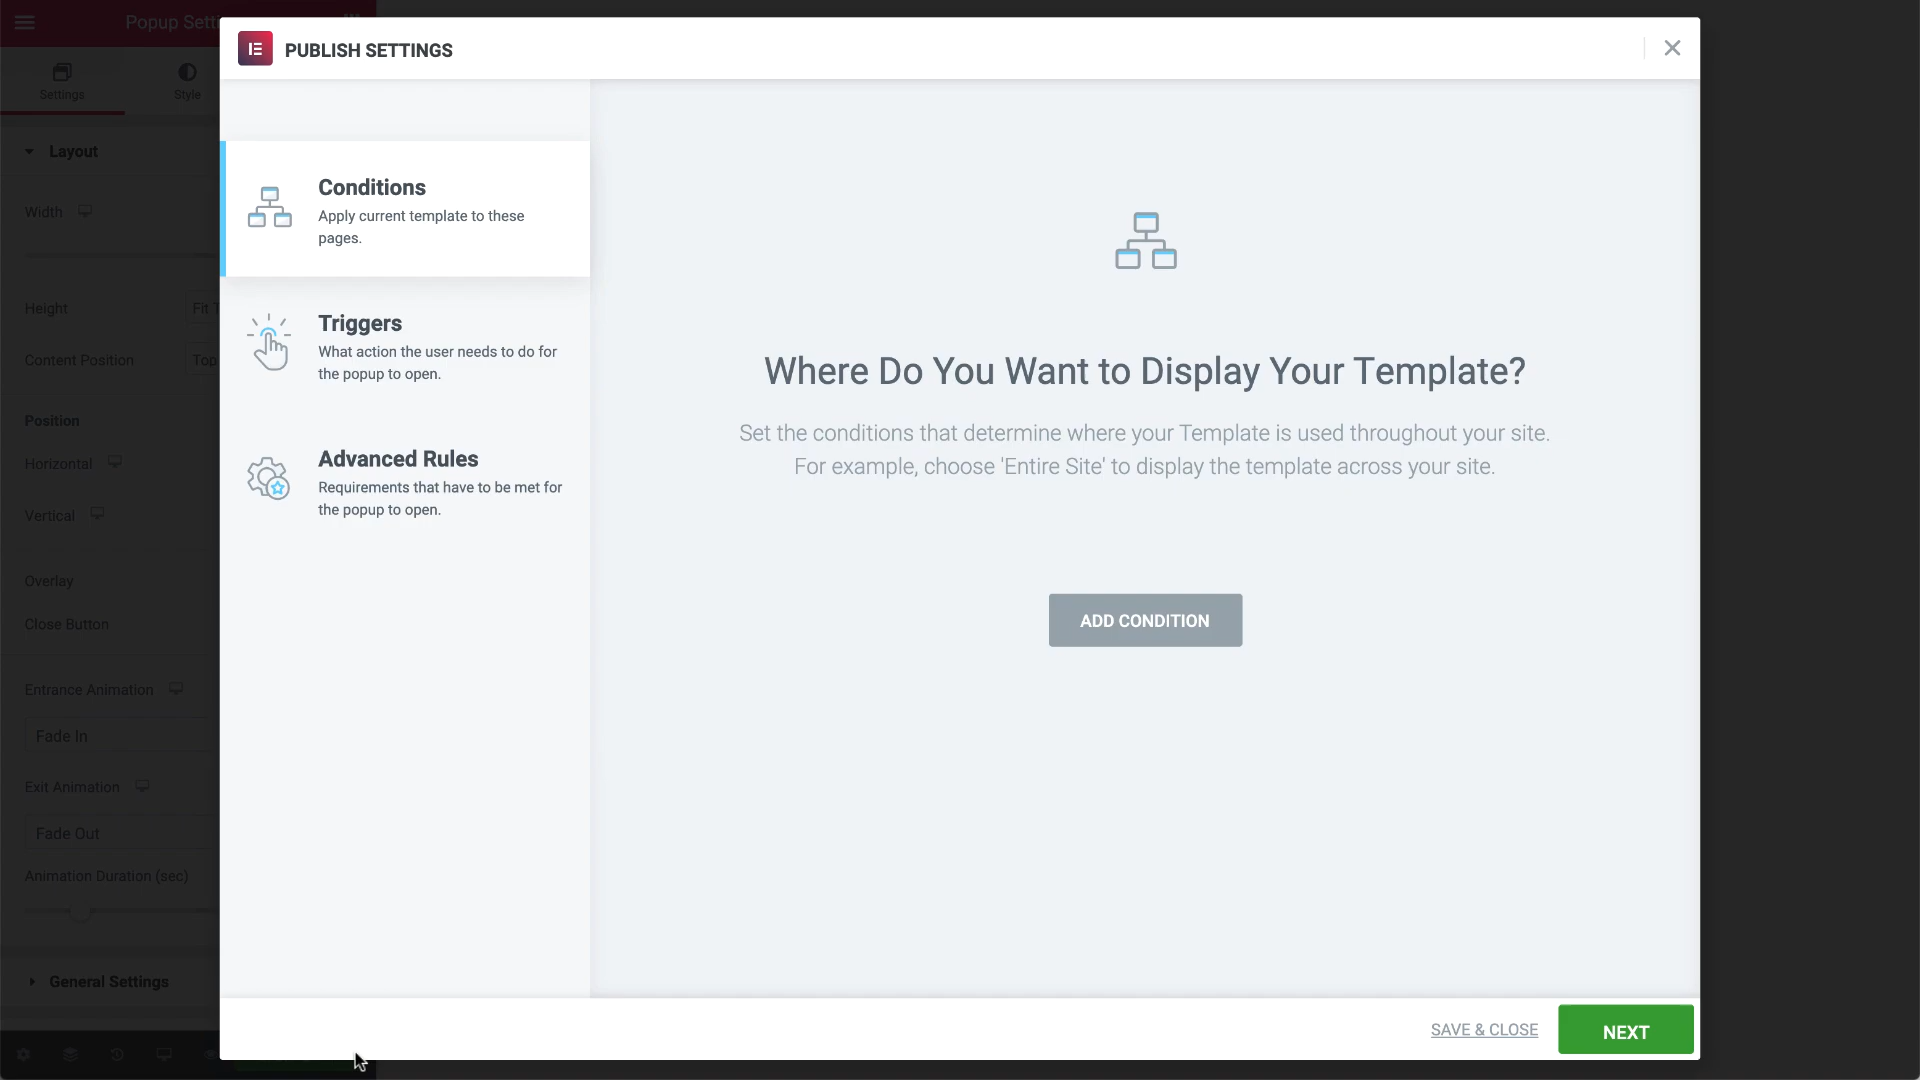 Popup Setti
PUBLISH SETTINGS
Settings
Style
Layout
Width
Height
Fit T
Content Position
Top
Position
Horizontal
Vertical
Overlay
Close Button
Entrance Animation
Fade In
Exit Animation
Fade Out
Animation Duration (sec)
General Settings
Conditions
Apply current template to these
pages.
Triggers
What action the user needs to do for
the popup to open.
Advanced Rules
Requirements that have to be met for
the popup to open.
Where Do You Want to Display Your Template?
Set the conditions that determine where your Template is used throughout your site.
For example, choose 'Entire Site' to display the template across your site.
ADD CONDITION
SAVE & CLOSE
NEXT